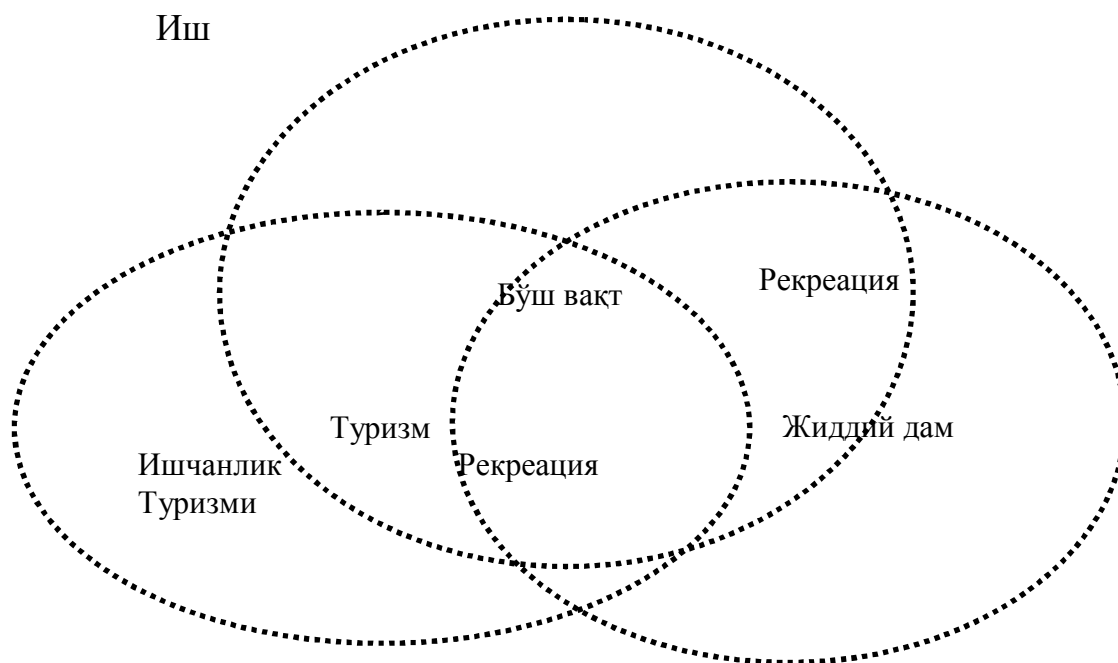 Иш
Бўш вақт
Рекреация
Туризм
Жиддий дам
Ишчанлик
Туризми
Рекреация